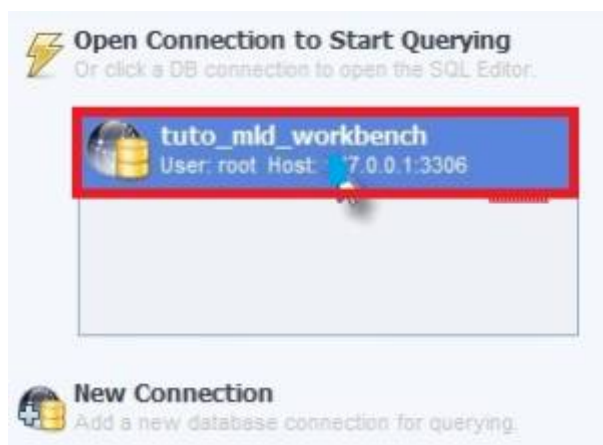 Open Connection to Start Querying
Or click a DB connection to open the SQL Editor.
tuto_mld_workbench
User: root Host: 7.0.0.1:3306
New Connection
Add a new database connection for querying.